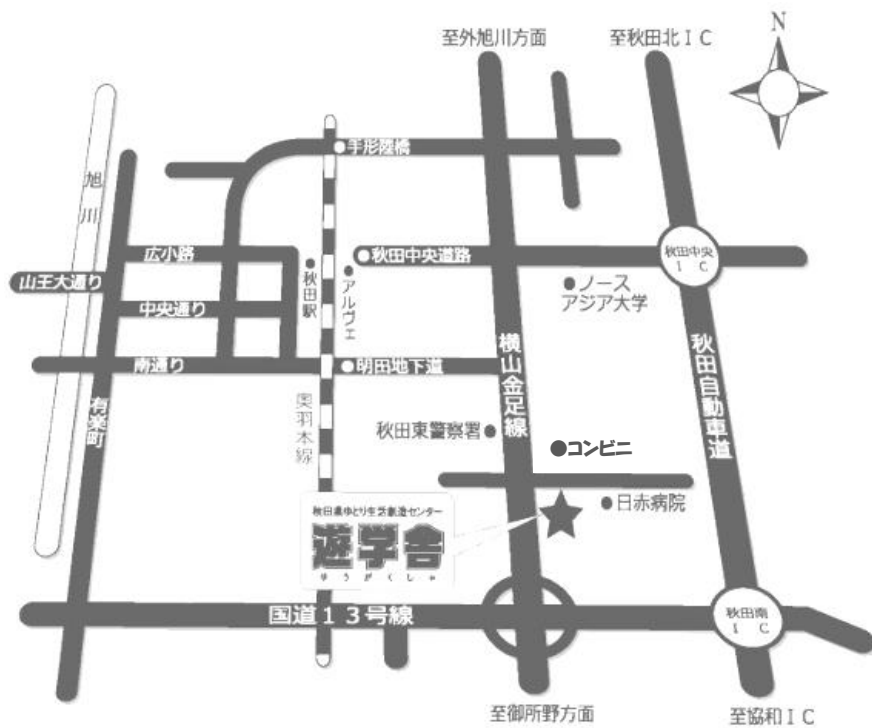 至外旭川方面
至秋田北ＩＣ
N
手形陸橋
旭川
広小路
秋田中央道路
秋田中央
Ｉ Ｃ
山王大通り
秋田駅
アルヴェ
ノース
アジア大学
中央通り
南通り
明田地下道
横山金足線
秋田自動車道
有楽町
奥羽本線
秋田東警察署
コンビニ
日赤病院
秋田県ゆとり生活創造センター
遊学舎
ゆうがくしゃ
国道１３号線
秋田南
Ｉ Ｃ
至御所野方面
至協和ＩＣ